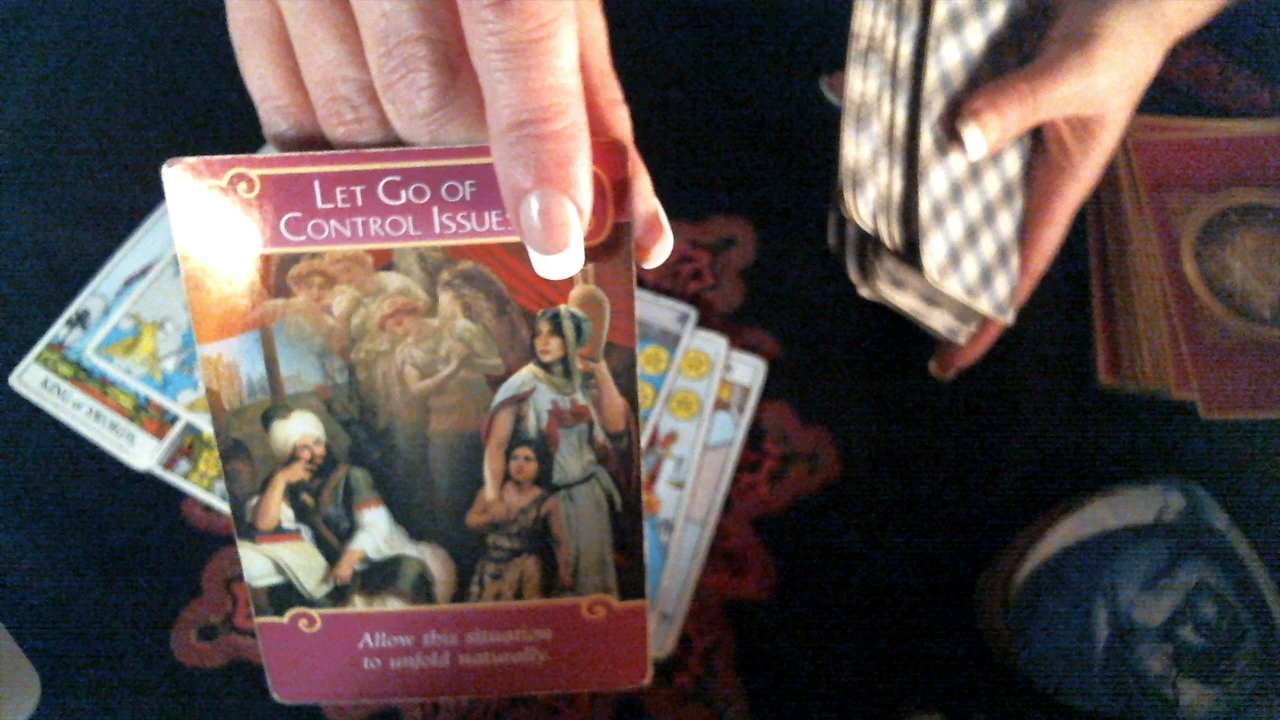 LET GO OF
CONTROL ISSUES
Allow this situation
to unfold naturally.
KING of SWORDS